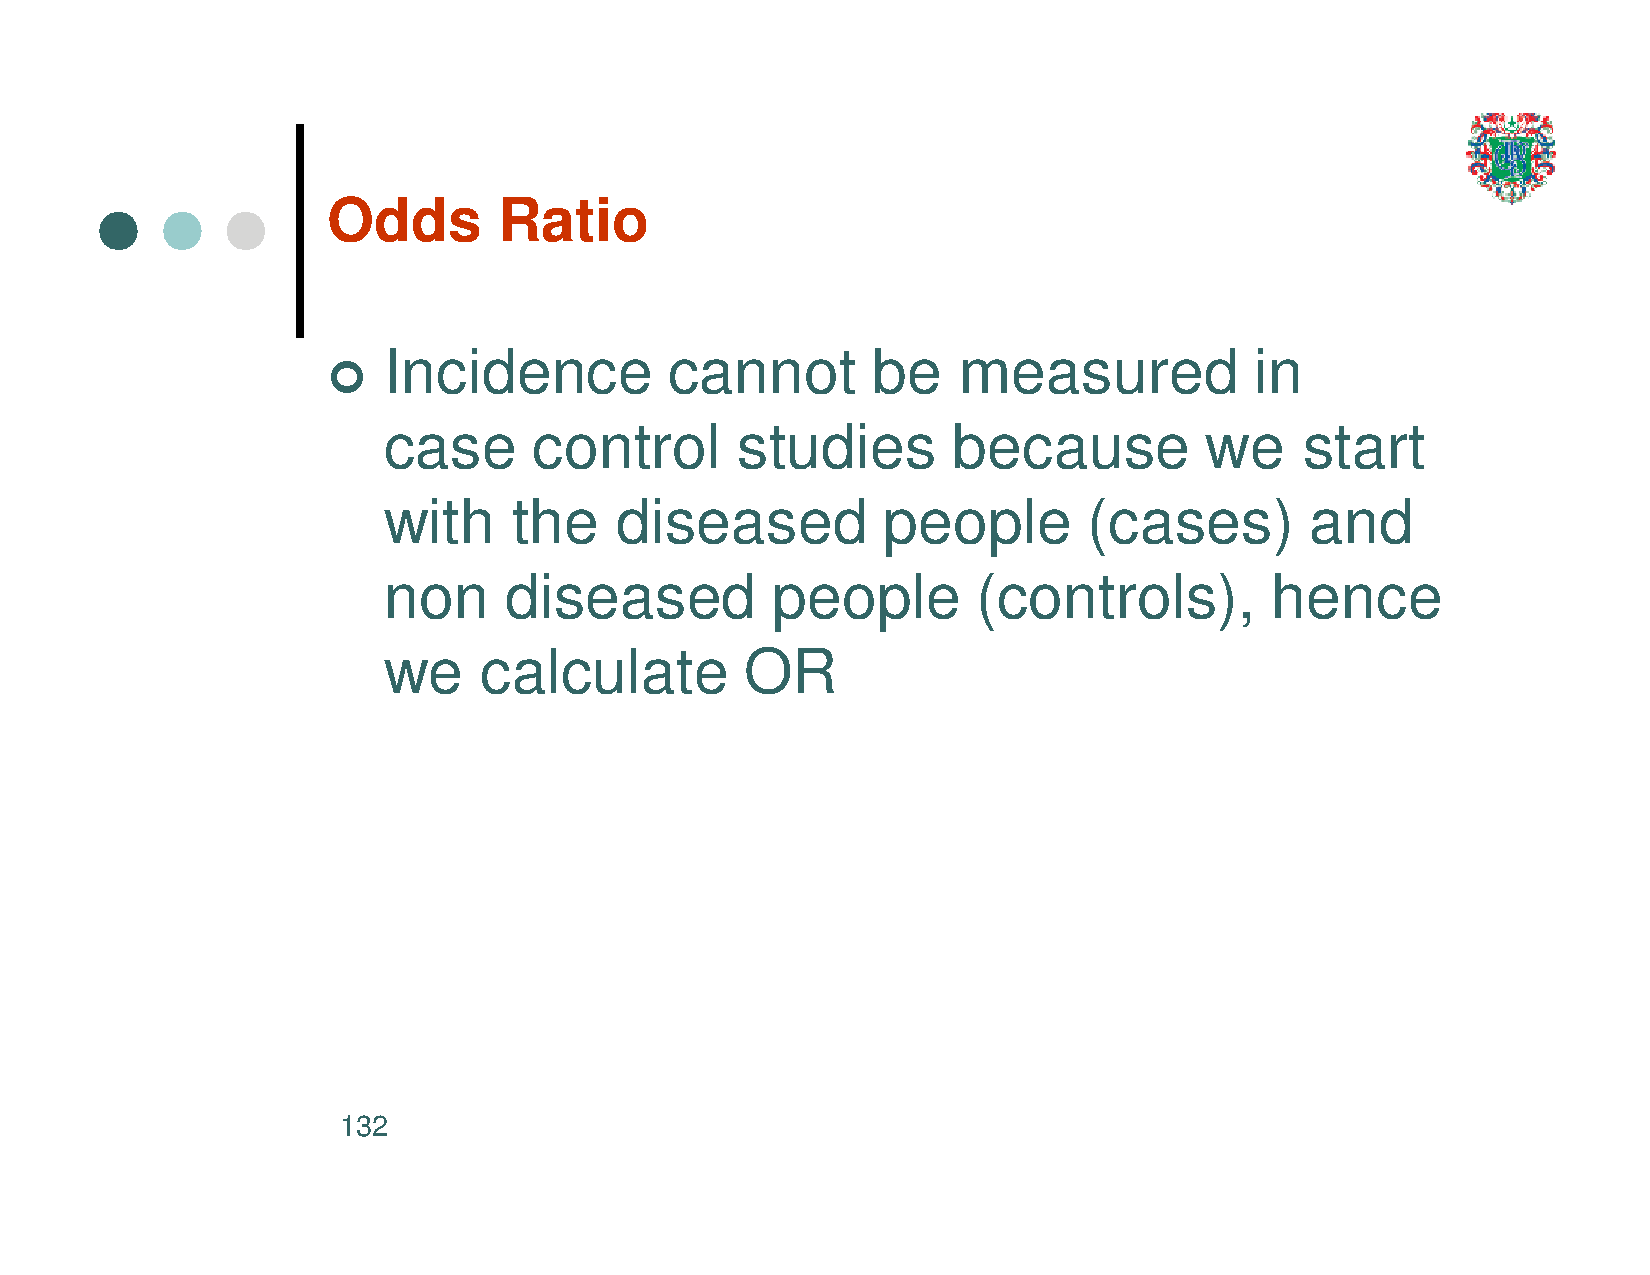 Odds Ratio
Incidence cannot be measured in
case control studies because we start
with the diseased people (cases) and
non diseased people (controls), hence
we calculate OR
132